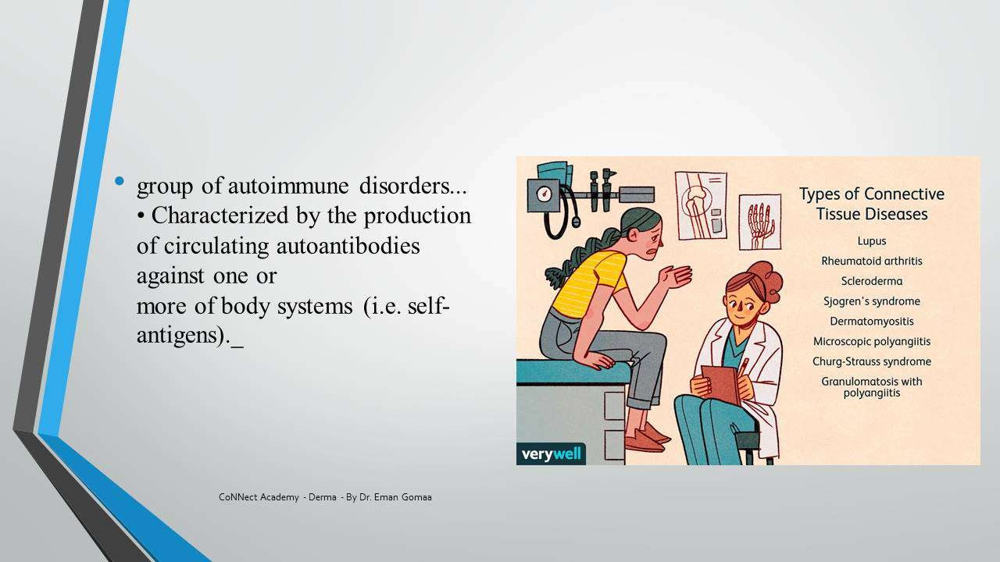 • group of autoimmune disorders...
• Characterized by the production
of circulating autoantibodies
against one or
more of body systems (i.e. self-
antigens)._
Types of Connective
Tissue Diseases
Lupus
Rheumatoid arthritis
Scleroderma
Sjogren's syndrome
Dermatomyositis
Microscopic polyangiitis
Churg-Strauss syndrome
Granulomatosis with
polyangiitis
verywell
CoNNect Academy - Derma - By Dr. Eman Gomaa